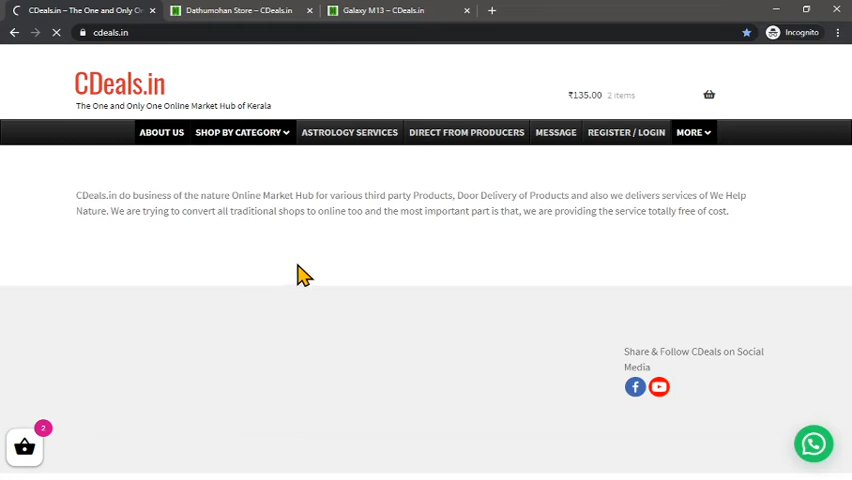 CDeals.in – The One and Only On
Dathumohan Store – CDeals.in
Galaxy M13 – CDeals.in
cdeals.in
Incognito
CDeals.in
The One and Only One Online Market Hub of Kerala
₹135.00 2 items
ABOUT US SHOP BY CATEGORY ASTROLOGY SERVICES DIRECT FROM PRODUCERS MESSAGE REGISTER / LOGIN MORE
CDeals.in do business of the nature Online Market Hub for various third party Products, Door Delivery of Products and also we delivers services of We Help
Nature. We are trying to convert all traditional shops to online too and the most important part is that, we are providing the service totally free of cost.
Share & Follow CDeals on Social
Media
2